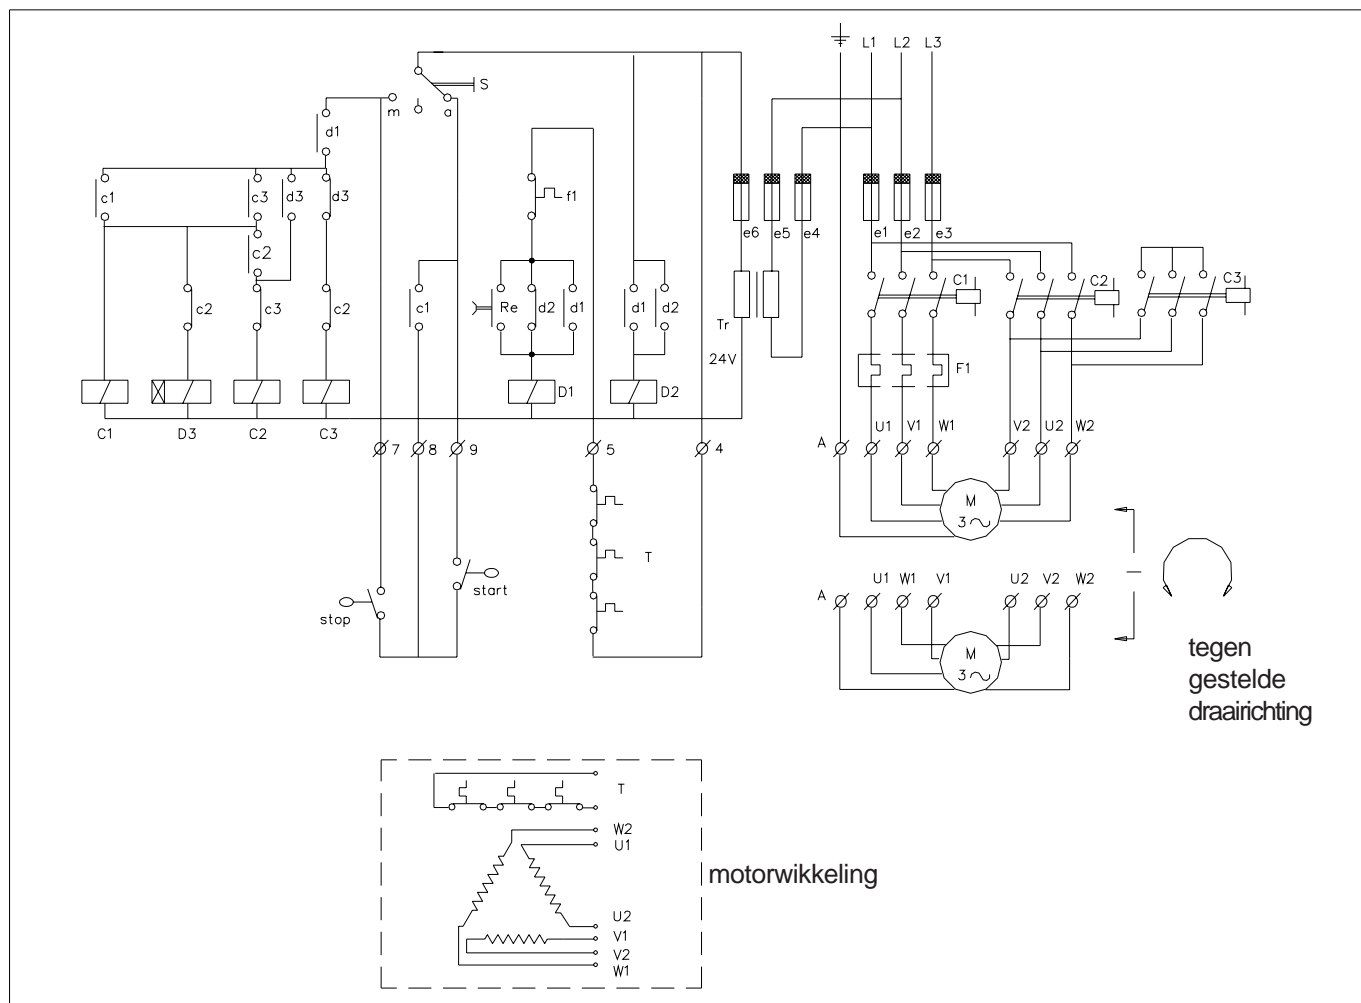 L1 L2 L3
S
m a
d1
c1 c3 d3 d3
f1
e6 e5 e4 e1 e2 e3
c2
C1 C2 C3
c2 c3 c2 c1 Re d2 d1 d1 d2
Tr
24V
F1
D1 D2
C1 D3 C2 C3
7 8 9 5 4
A U1 V1 W1 V2 U2 W2
M
3
T
start
stop
A U1 W1 V1 U2 V2 W2
M
3
tegen
gestelde
draairichting
T
W2
U1
motorwikkeling
U2
V1
V2
W1